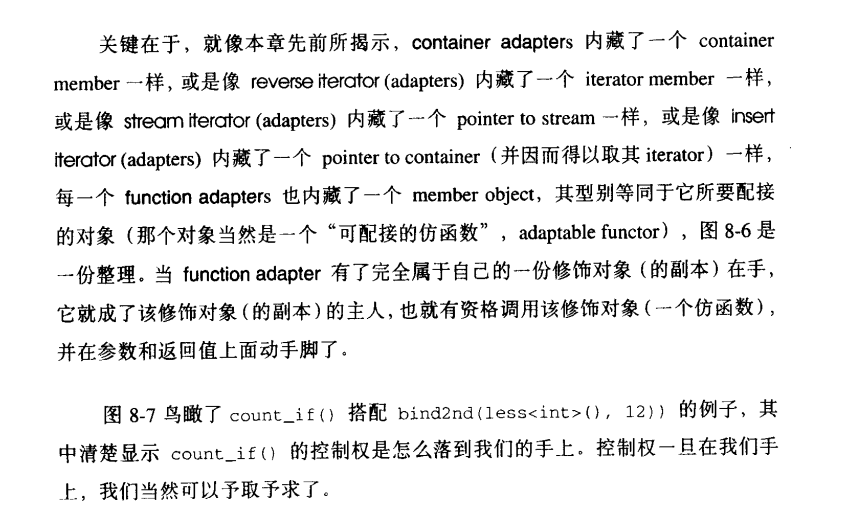 关键在于，就像本章先前所揭示，container adapters 内藏了一个 container
member 一样，或是像 reverse iterator (adapters) 内藏了一个 iterator member 一样，
或是像 stream iterator (adapters) 内藏了一个 pointer to stream 一样，或是像 insert
iterator (adapters) 内藏了一个 pointer to container（并因而得以取其 iterator）一样，
每一个 function adapters 也内藏了一个 member object，其型别等同于它所要配接
的对象（那个对象当然是一个“可配接的仿函数”，adaptable functor），图 8-6 是
一份整理。当 function adapter 有了完全属于自己的一份修饰对象（的副本）在手，
它就成了该修饰对象（的副本）的主人，也就有资格调用该修饰对象（一个仿函数），
并在参数和返回值上面动手脚了。
图 8-7 鸟瞰了 count_if() 搭配 bind2nd(less<int>(), 12)) 的例子，其
中清楚显示 count_if() 的控制权是怎么落到我们的手上。控制权一旦在我们手
上，我们当然可以予取予求了。